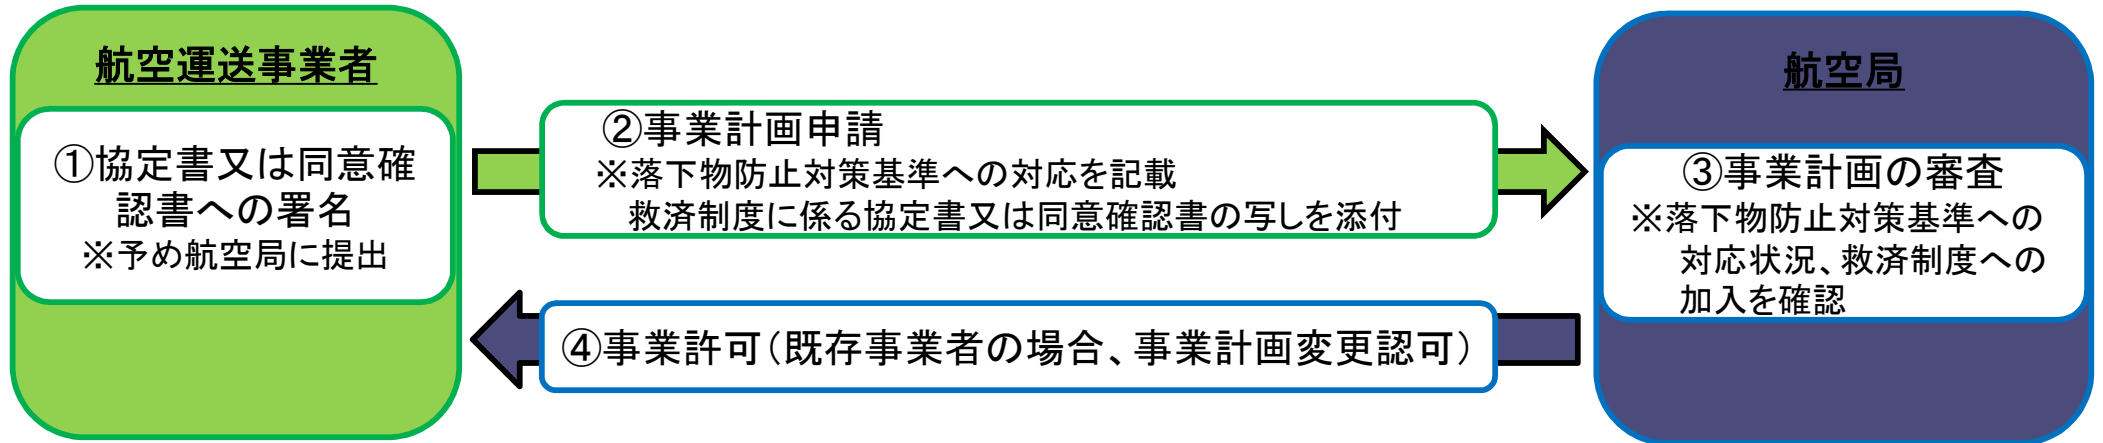 航空運送事業者
①協定書又は同意確
認書への署名
※予め航空局に提出
②事業計画申請
※落下物防止対策基準への対応を記載
救済制度に係る協定書又は同意確認書の写しを添付
航空局
③事業計画の審査
※落下物防止対策基準への
対応状況、救済制度への
加入を確認
④事業許可(既存事業者の場合、事業計画変更認可)